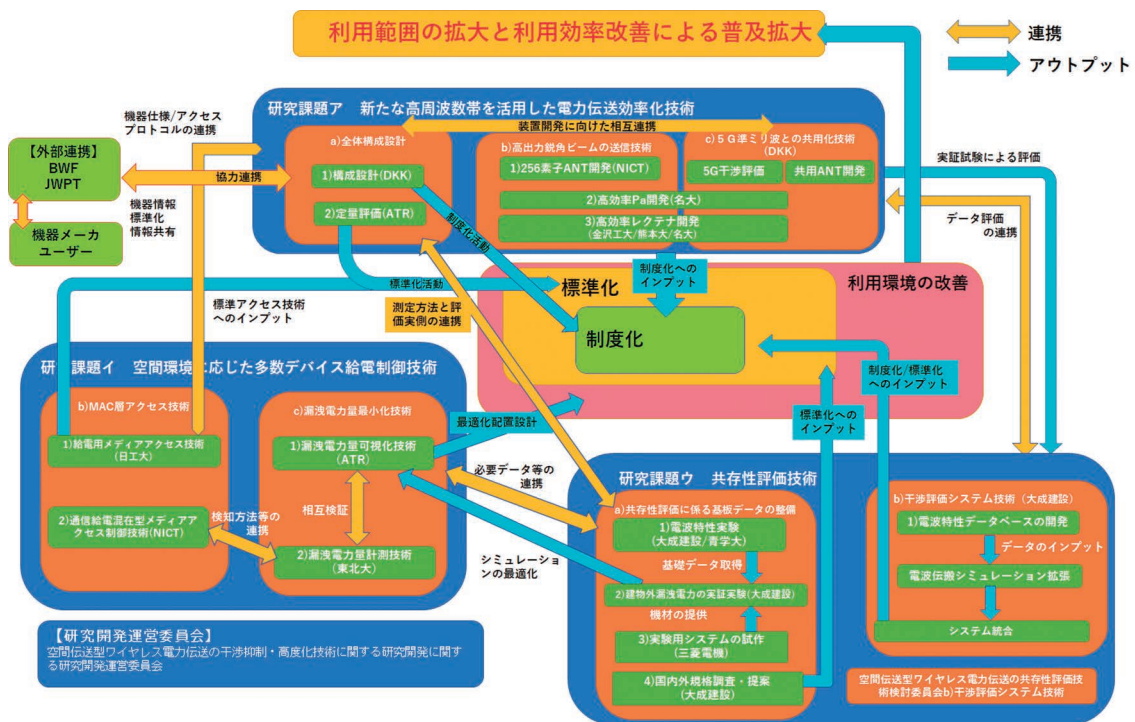 利用範囲の拡大と利用効率改善による普及拡大
連携
アウトプット
機器仕様/アクセス
プロトコルの連携
研究課題ア　新たな高周波数帯を活用した電力伝送効率化技術
装置開発に向けた相互連携
a)全体構成設計
1)構成設計(DKK)
2)定量評価(ATR)
b)高出力鋭角ビームの送信技術
1)256素子ANT開発(NICT)
2)高効率Pa開発(名大)
3)高効率レクテナ開発
(金沢工大/熊本大/名大)
c)５G準ミリ波との共用化技術
(DKK)
5G干渉評価
共用ANT開発
【外部連携】
BWF
JWPT
協力連携
機器情報
標準化
情報共有
機器メーカ
ユーザー
実証試験による評価
データ評価
の連携
制度化活動
標準化活動
制度化への
インプット
標準化
制度化
利用環境の改善
標準アクセス技術
へのインプット
測定方法と評
価実側の連携
制度化/標準化
へのインプット
標準化への
インプット
最適化配置設計
研究課題イ　空間環境に応じた多数デバイス給電制御技術
b)MAC層アクセス技術
1)給電用メディアアクセス技術
(日工大)
2)通信給電混在型メディアア
クセス制御技術(NICT)
検知方法等の
連携
c)漏洩電力量最小化技術
1)漏洩電力量可視化技術
(ATR)
相互検証
2)漏洩電力量計測技術
(東北大)
必要データ等の
連携
シミュレーション
の最適化
研究課題ウ　共存性評価技術
a)共存性評価に係る基板データの整備
1)電波特性実験
(大成建設/青学大)
基礎データ取得
2)建物外漏洩電力の実証実験(大成建設)
機材の提供
3)実験用システムの試作
(三菱電機)
4)国内外規格調査・提案
(大成建設)
b)干渉評価システム技術(大成建設)
1)電波特性データベースの開発
データのインプット
電波伝搬シミュレーション拡張
システム統合
空間伝送型ワイヤレス電力伝送の共存性評価技
術検討委員会b)干渉評価システム技術
【研究開発運営委員会】
空間伝送型ワイヤレス電力伝送の干渉抑制・高度化技術に関する研究開発に関す
る研究開発運営委員会